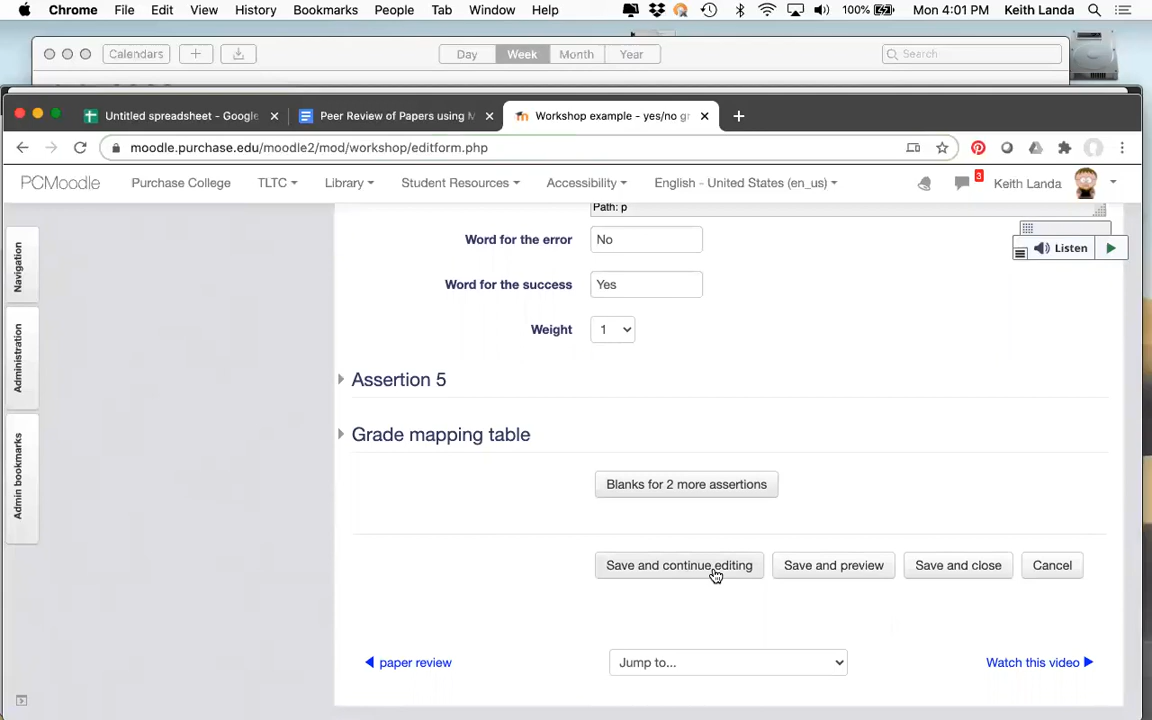 Chrome File Edit View History Bookmarks People Tab Window Help 100% Mon 4:01 PM Keith Landa
Calendars Day Week Month Year Search
Untitled spreadsheet - Google Peer Review of Papers using M Workshop example - yes/no gr
moodle.purchase.edu/moodle2/mod/workshop/editform.php
PCMoodle Purchase College TLTC Library Student Resources Accessibility English - United States (en_us) 3 Keith Landa
Path: p
Word for the error No
Listen
Navigation
Word for the success Yes
Weight 1
Administration
Assertion 5
Grade mapping table
Admin bookmarks
Blanks for 2 more assertions
Save and continue editing Save and preview Save and close Cancel
paper review Jump to... Watch this video